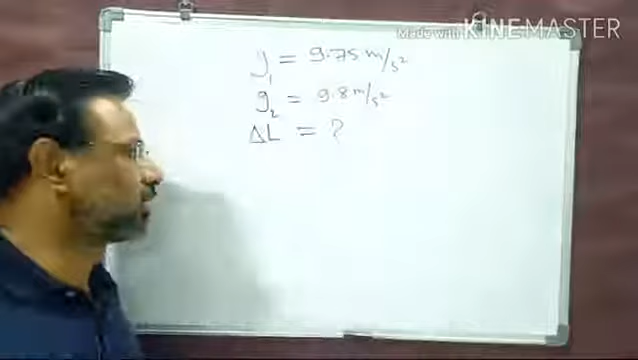 Made with KINEMASTER
g₁ = 9.75 m/s²
g₂ = 9.8 m/s²
ΔL = ?